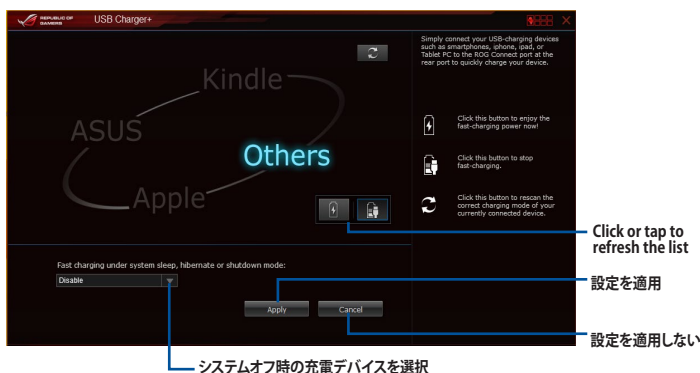 REPUBLIC OF
GAMERS
USB Charger+
Kindle
ASUS
Others
Apple
Simply connect your USB-charging devices
such as smartphones, iphone, ipad, or
Tablet PC to the ROG Connect port at the
rear port to quickly charge your device.
Click this button to enjoy the
fast-charging power now!
Click this button to stop
fast-charging.
Click this button to rescan the
correct charging mode of your
currently connected device.
Click or tap to
refresh the list
Fast charging under system sleep, hibernate or shutdown mode:
Disable
Apply
Cancel
設定を適用
設定を適用しない
システムオフ時の充電デバイスを選択